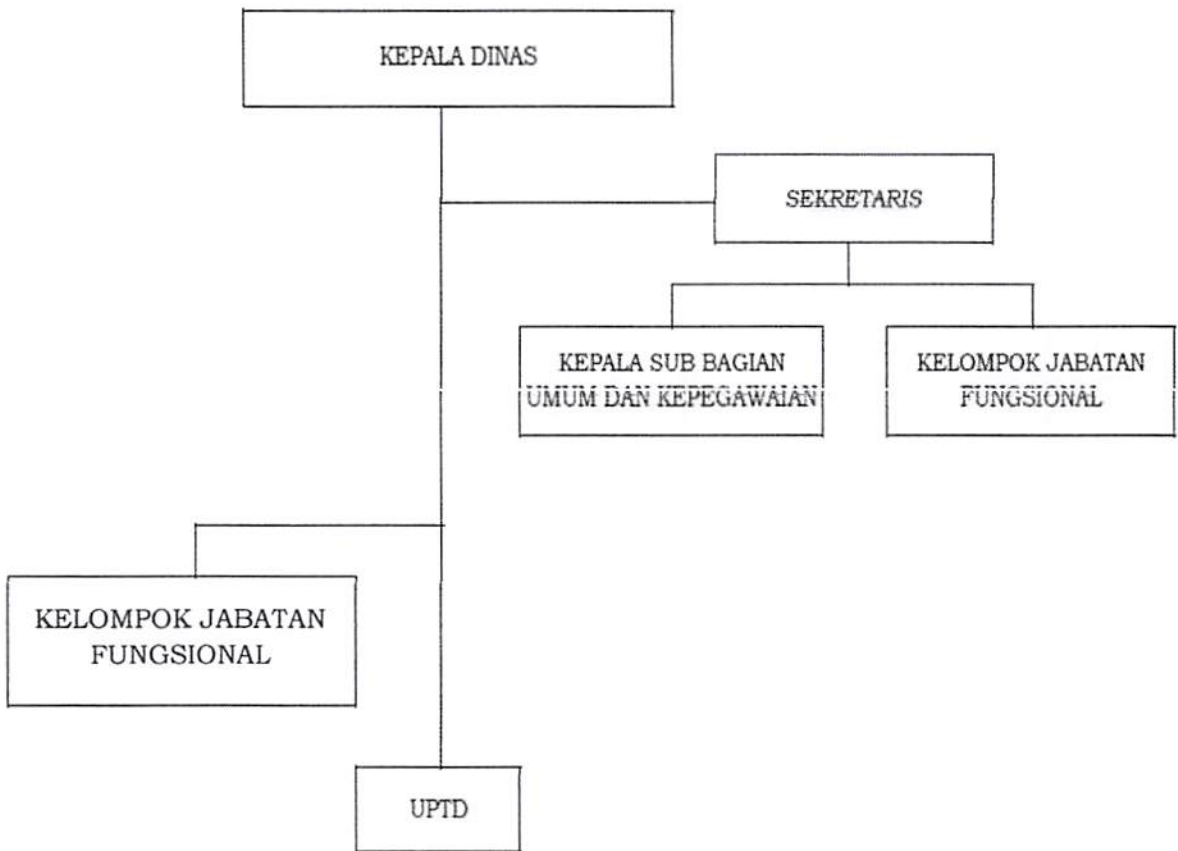 KEPALA DINAS
SEKRETARIS
KEPALA SUB BAGIAN
UMUM DAN KEPEGAWAIAN
KELOMPOK JABATAN
FUNGSIONAL
KELOMPOK JABATAN
FUNGSIONAL
UPTD